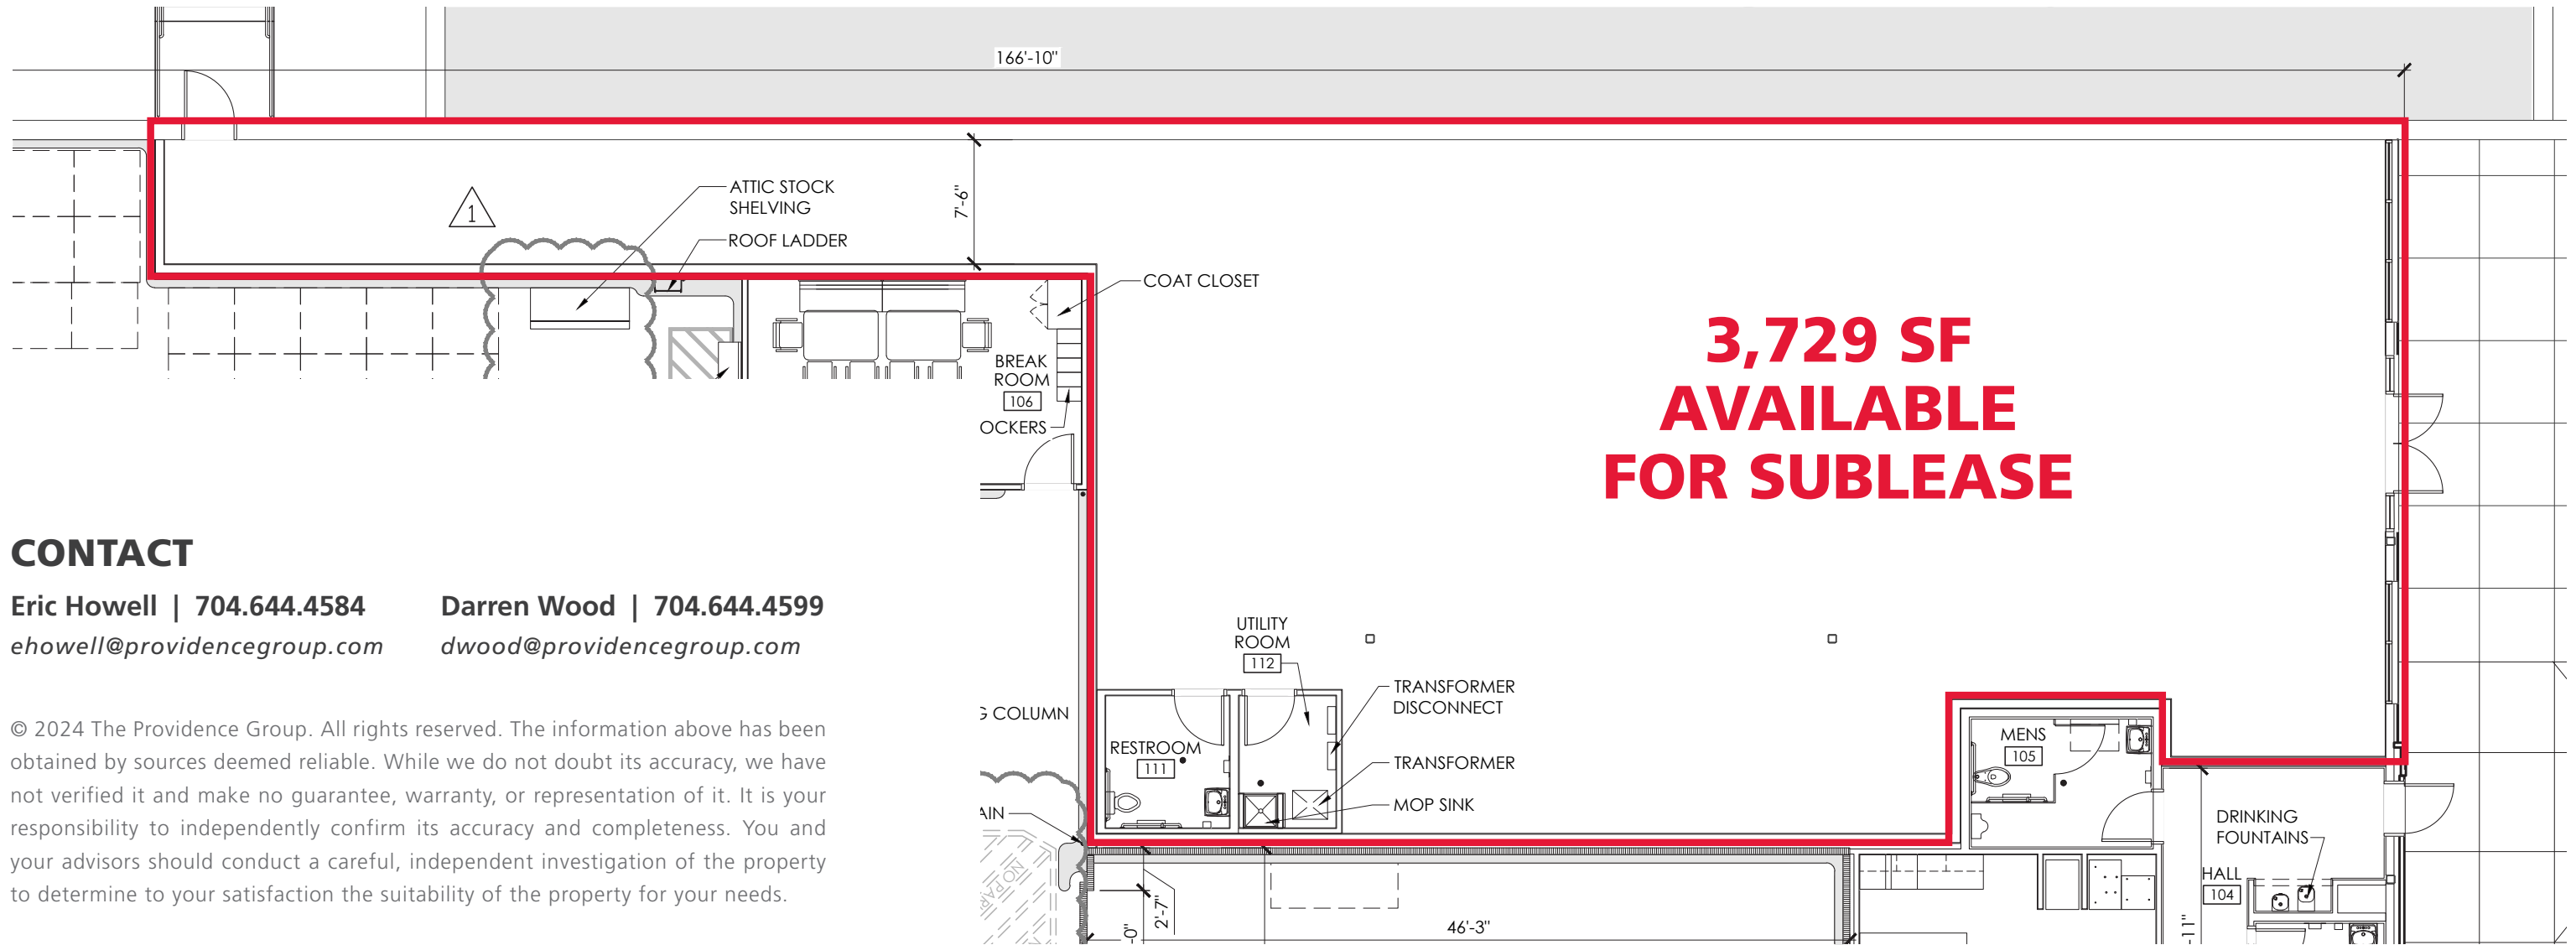 166'-10"
ATTIC STOCK
SHELVING
1
7'-6"
ROOF LADDER
COAT CLOSET
3,729 SF
AVAILABLE
FOR SUBLEASE
BREAK
ROOM
106
OCKERS
CONTACT
Eric Howell | 704.644.4584
ehowell@providencegroup.com
Darren Wood | 704.644.4599
dwood@providencegroup.com
© 2024 The Providence Group. All rights reserved. The information above has been
obtained by sources deemed reliable. While we do not doubt its accuracy, we have
not verified it and make no guarantee, warranty, or representation of it. It is your
responsibility to independently confirm its accuracy and completeness. You and
your advisors should conduct a careful, independent investigation of the property
to determine to your satisfaction the suitability of the property for your needs.
UTILITY
ROOM
112
TRANSFORMER
DISCONNECT
G COLUMN
RESTROOM
111
TRANSFORMER
MOP SINK
MENS
105
AIN
DRINKING
FOUNTAINS
HALL
104
NO PAR
2'-7"
-0"
46'-3"
-11"